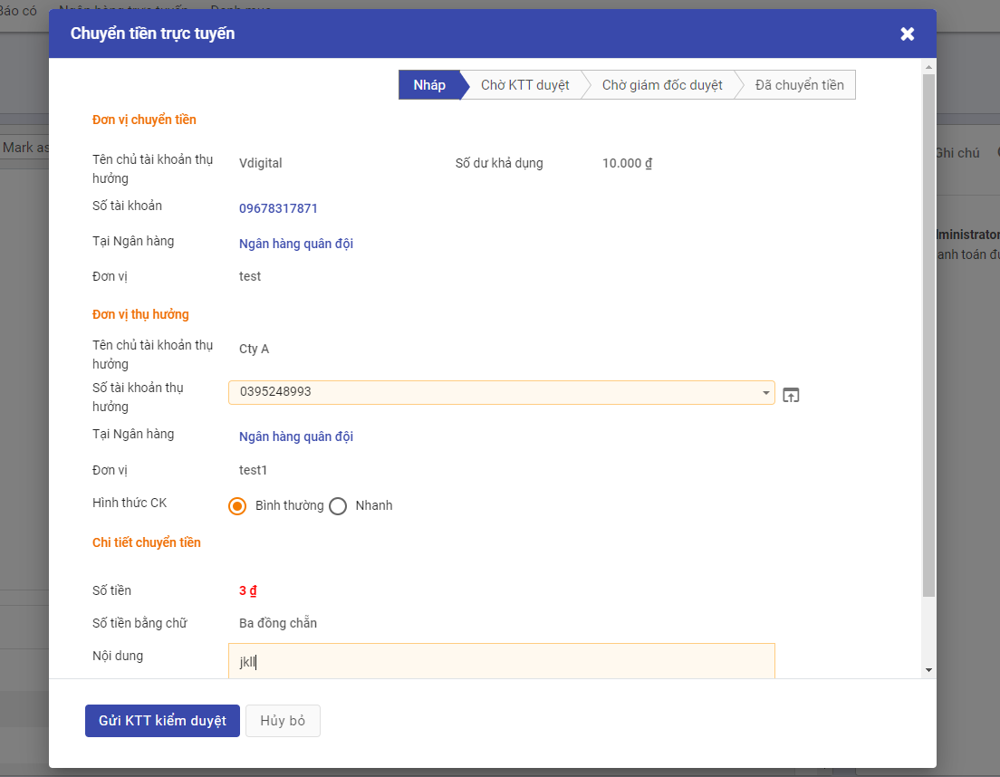 Báo có
Chuyển tiền trực tuyến
Nháp Chờ KTT duyệt Chờ giám đốc duyệt Đã chuyển tiền
Đơn vị chuyển tiền
Mark as
Ghi chú
Tên chủ tài khoản thụ
hưởng
Vdigital
Số dư khả dụng
10.000 ₫
Số tài khoản
09678317871
Tại Ngân hàng
Ngân hàng quân đội
Đơn vị
test
Đơn vị thụ hưởng
Tên chủ tài khoản thụ
hưởng
Cty A
Số tài khoản thụ
hưởng
0395248993
Tại Ngân hàng
Ngân hàng quân đội
Đơn vị
test1
Hình thức CK
Bình thường Nhanh
Chi tiết chuyển tiền
Số tiền
3 ₫
Số tiền bằng chữ
Ba đồng chẵn
Nội dung
jkll
Gửi KTT kiểm duyệt
Hủy bỏ